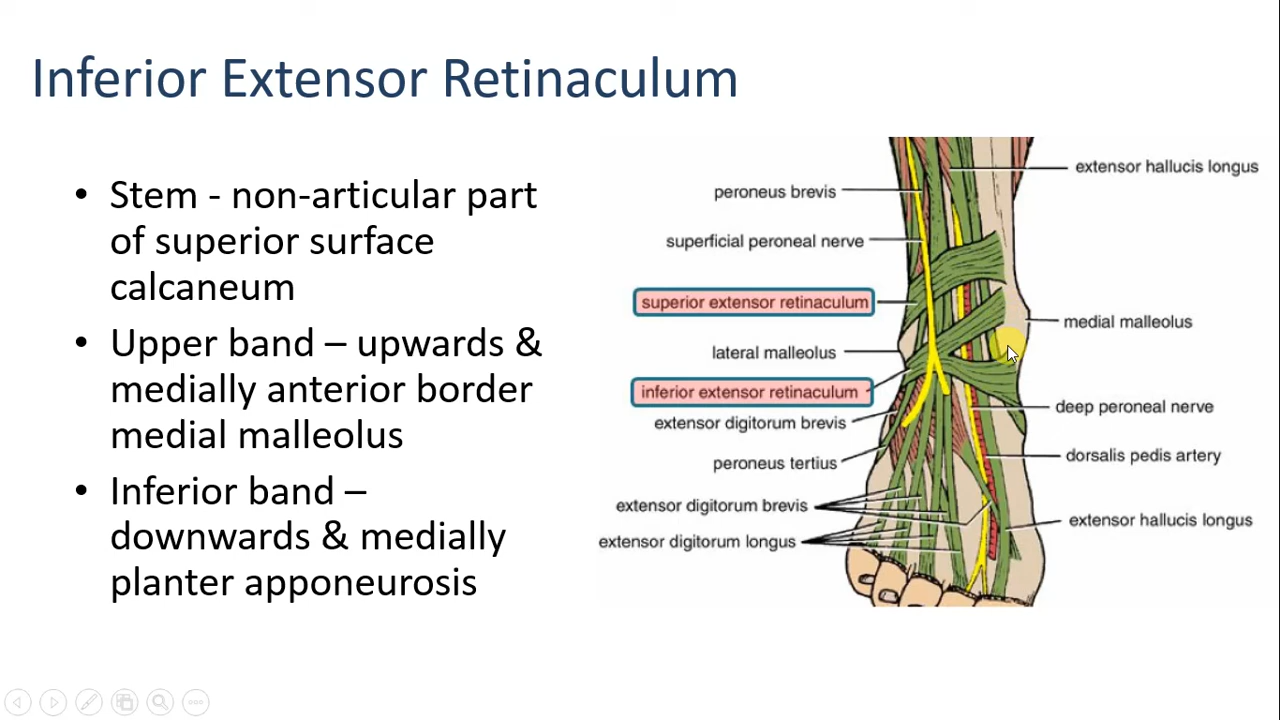 Inferior Extensor Retinaculum
• Stem - non-articular part
of superior surface
calcaneum
• Upper band – upwards &
medially anterior border
medial malleolus
• Inferior band –
downwards & medially
planter apponeurosis
extensor hallucis longus
peroneus brevis
superficial peroneal nerve
superior extensor retinaculum
medial malleolus
lateral malleolus
inferior extensor retinaculum
deep peroneal nerve
extensor digitorum brevis
dorsalis pedis artery
peroneus tertius
extensor digitorum brevis
extensor hallucis longus
extensor digitorum longus